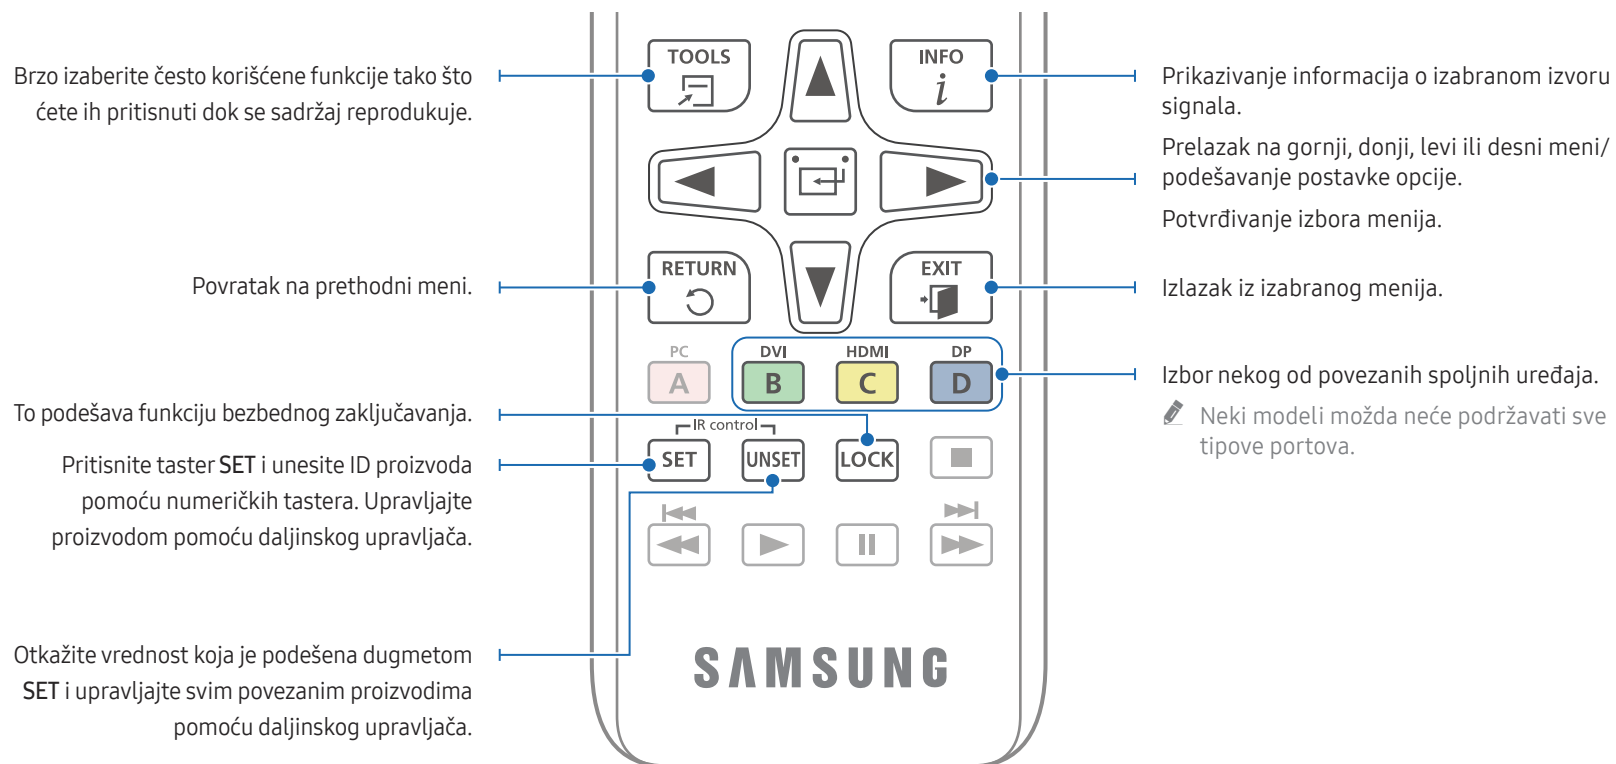 Brzo izaberite često korišćene funkcije tako što
ćete ih pritisnuti dok se sadržaj reprodukuje.
Povratak na prethodni meni.
To podešava funkciju bezbednog zaključavanja.
Pritisnite taster SET i unesite ID proizvoda
pomoću numeričkih tastera. Upravljajte
proizvodom pomoću daljinskog upravljača.
Otkažite vrednost koja je podešena dugmetom
SET i upravljajte svim povezanim proizvodima
pomoću daljinskog upravljača.
TOOLS
INFO
i
RETURN
EXIT
PC
DVI
HDMI
DP
A
B
C
D
IR control
SET
UNSET
LOCK
SAMSUNG
Prikazivanje informacija o izabranom izvoru
signala.
Prelazak na gornji, donji, levi ili desni meni/
podešavanje postavke opcije.
Potvrđivanje izbora menija.
Izlazak iz izabranog menija.
Izbor nekog od povezanih spoljnih uređaja.
Neki modeli možda neće podržavati sve
tipove portova.